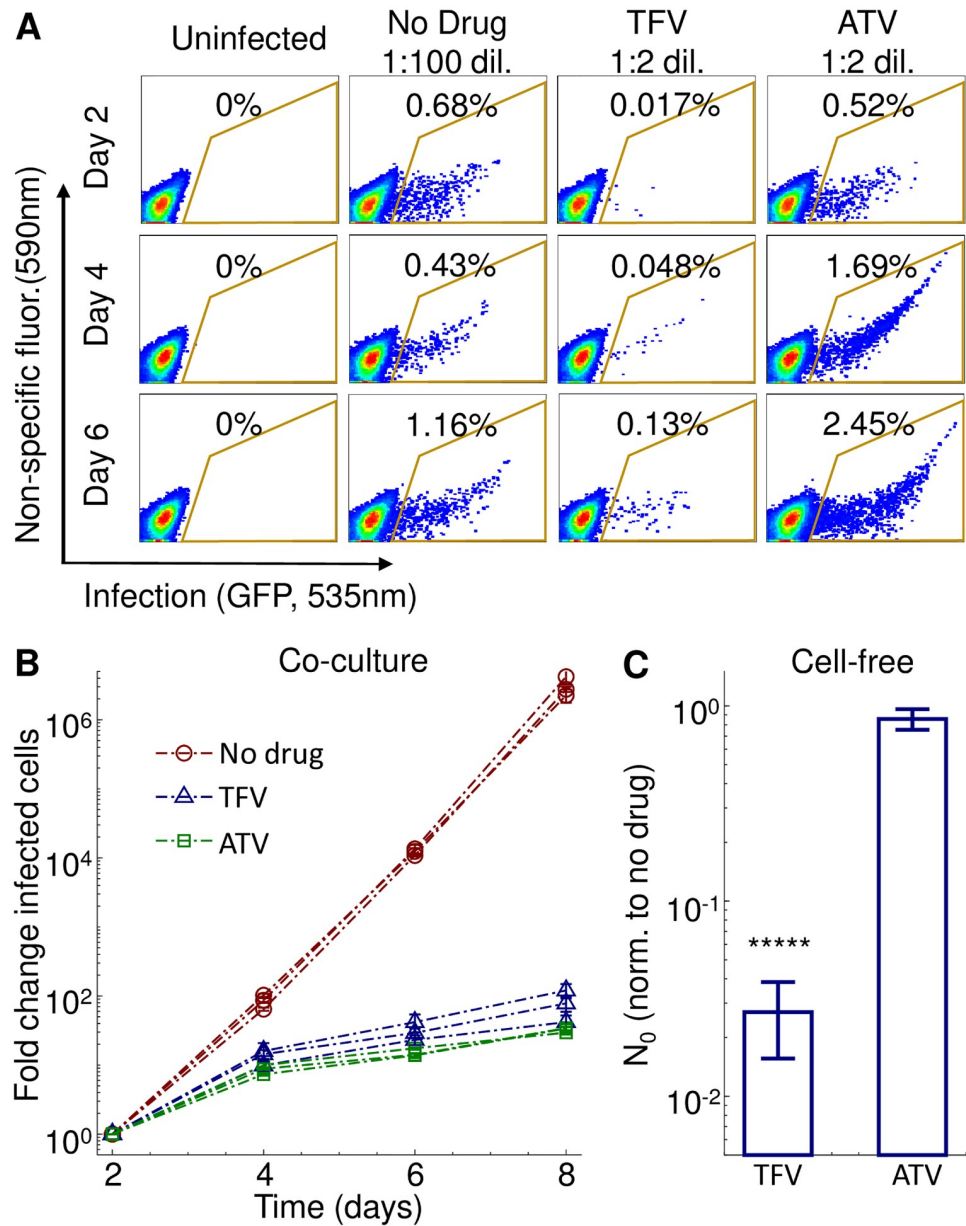 A
Uninfected
No Drug
1:100 dil.
TFV
1:2 dil.
ATV
1:2 dil.
Day 2
0%
0.68%
0.017%
0.52%
Day 4
0%
0.43%
0.048%
1.69%
Day 6
0%
1.16%
0.13%
2.45%
Non-specific fluor.(590nm)
Infection (GFP, 535nm)
B
Co-culture
Fold change infected cells
10⁶
10⁴
10²
10⁰
No drug
TFV
ATV
2
4
6
8
Time (days)
C
Cell-free
N₀ (norm. to no drug)
10⁰
10⁻¹
10⁻²
*****
TFV
ATV